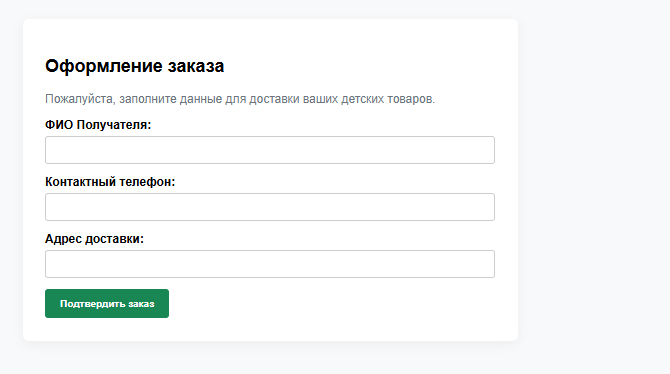 Оформление заказа
Пожалуйста, заполните данные для доставки ваших детских товаров.
ФИО Получателя:
Контактный телефон:
Адрес доставки:
Подтвердить заказ